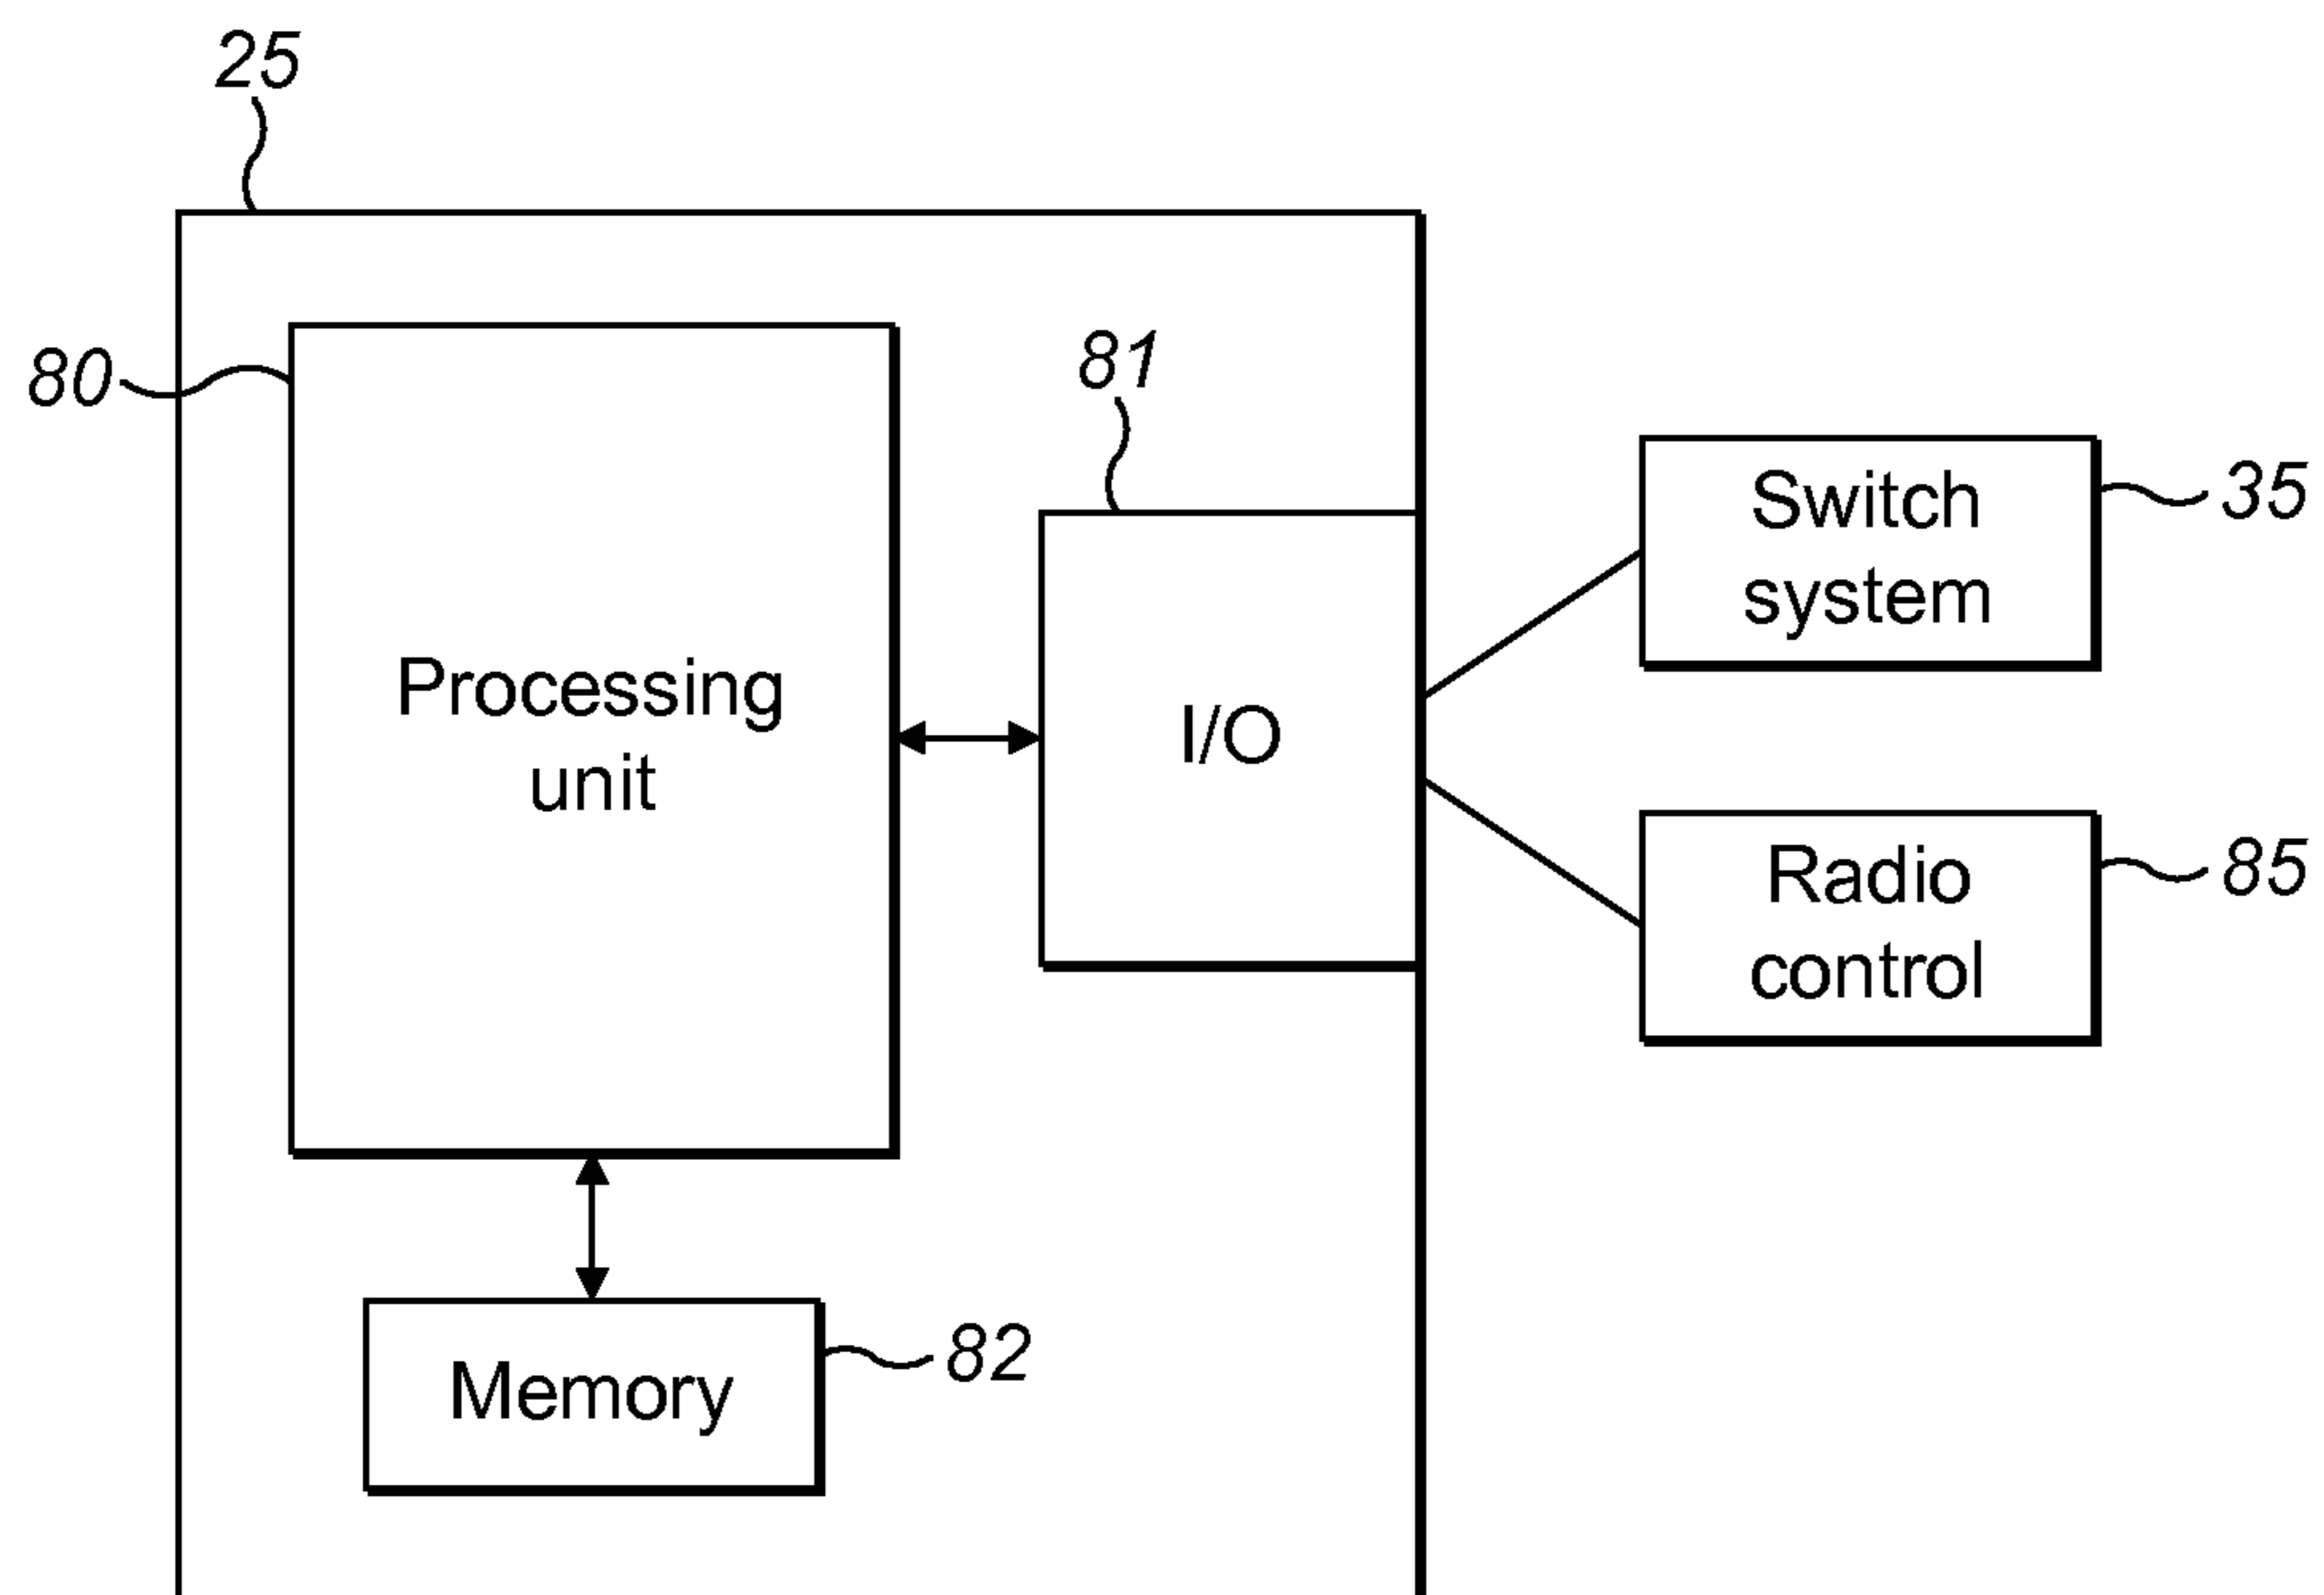 25
80
81
Switch
system
35
Processing
unit
I/O
Radio
control
85
Memory
82